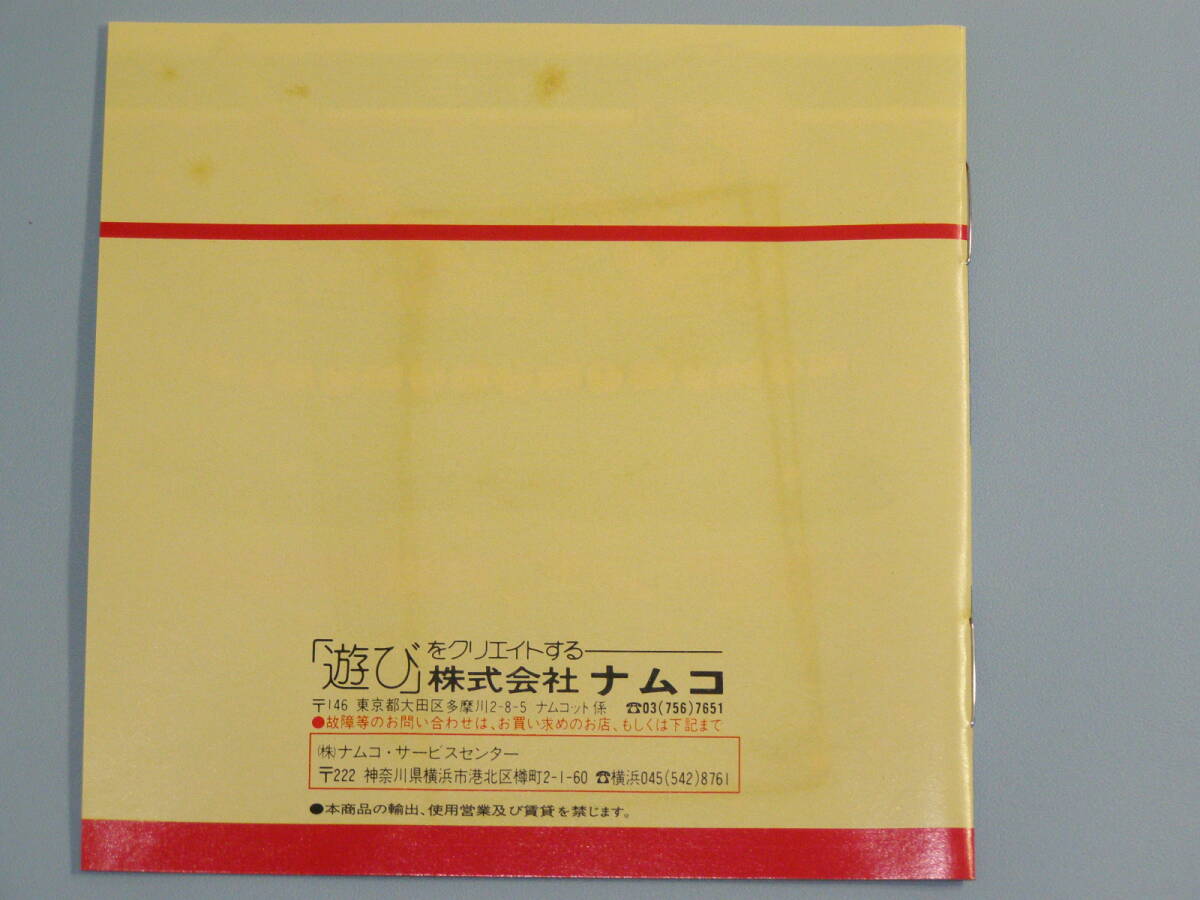 「遊び」をクリエイトする
株式会社 ナムコ
〒146 東京都大田区多摩川2-8-5 ナムコット係 ☎03(756)7651
●故障等のお問い合わせは、お買い求めのお店、もしくは下記まで
㈱ナムコ・サービスセンター
〒222 神奈川県横浜市港北区樽町2-1-60 ☎横浜045(542)8761
●本商品の輸出、使用営業及び賃貸を禁じます。